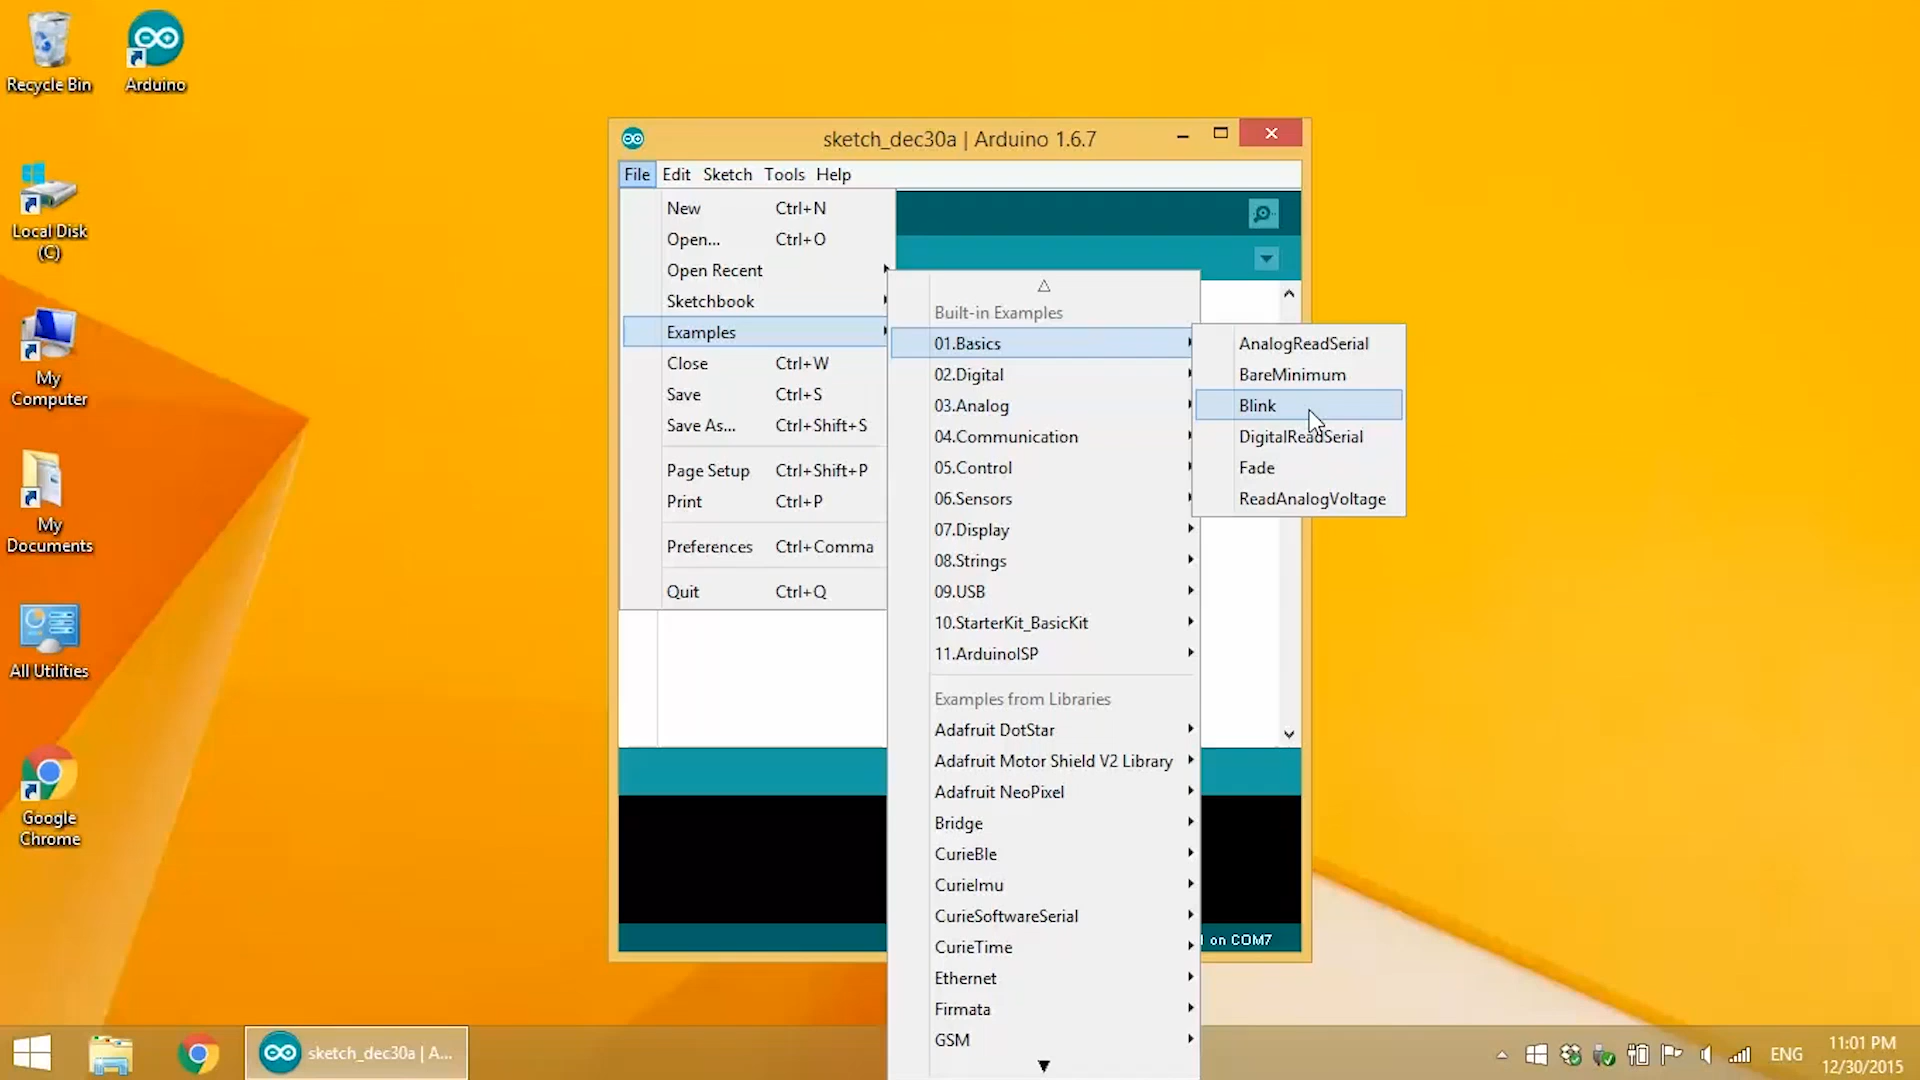 Recycle Bin
Arduino
Local Disk
(C)
My
Computer
My
Documents
All Utilities
Google
Chrome
sketch_dec30a | Arduino 1.6.7
File Edit Sketch Tools Help
New Ctrl+N
Open... Ctrl+O
Open Recent
Sketchbook
Examples
Close Ctrl+W
Save Ctrl+S
Save As... Ctrl+Shift+S
Page Setup Ctrl+Shift+P
Print Ctrl+P
Preferences Ctrl+Comma
Quit Ctrl+Q
Built-in Examples
01.Basics
02.Digital
03.Analog
04.Communication
05.Control
06.Sensors
07.Display
08.Strings
09.USB
10.StarterKit_BasicKit
11.ArduinoISP
Examples from Libraries
Adafruit DotStar
Adafruit Motor Shield V2 Library
Adafruit NeoPixel
Bridge
CurieBle
CurieImu
CurieSoftwareSerial
CurieTime
Ethernet
Firmata
GSM
AnalogReadSerial
BareMinimum
Blink
DigitalReadSerial
Fade
ReadAnalogVoltage
on COM7
sketch_dec30a | A...
ENG
11:01 PM
12/30/2015